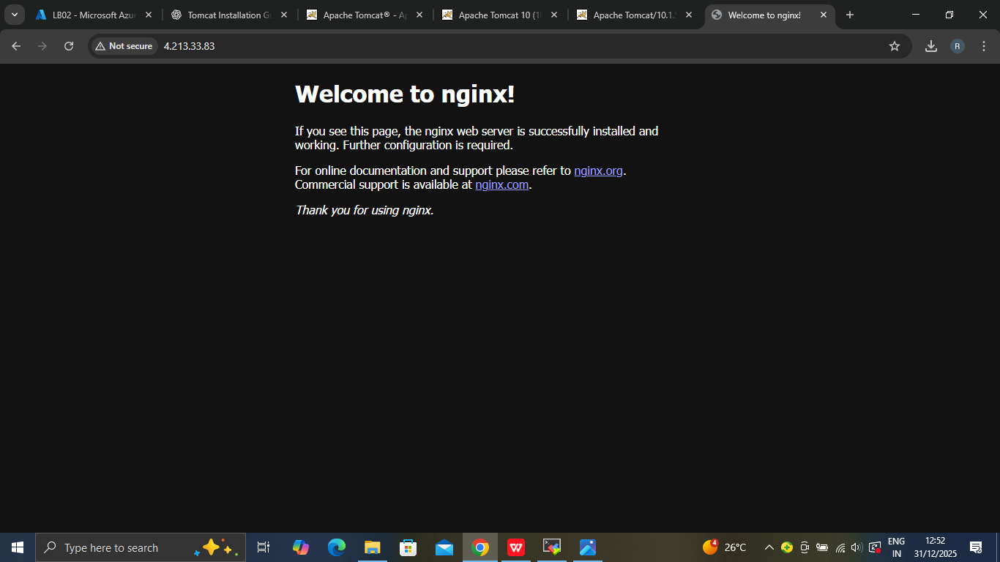 LB02 - Microsoft Azur
Tomcat Installation Gu
Apache Tomcat® - Ap
Apache Tomcat 10 (10
Apache Tomcat/10.1.5
Welcome to nginx!
Not secure
4.213.33.83
R
Welcome to nginx!
If you see this page, the nginx web server is successfully installed and
working. Further configuration is required.
For online documentation and support please refer to nginx.org.
Commercial support is available at nginx.com.
Thank you for using nginx.
Type here to search
W
4
26°C
ENG
IN
12:52
31/12/2025